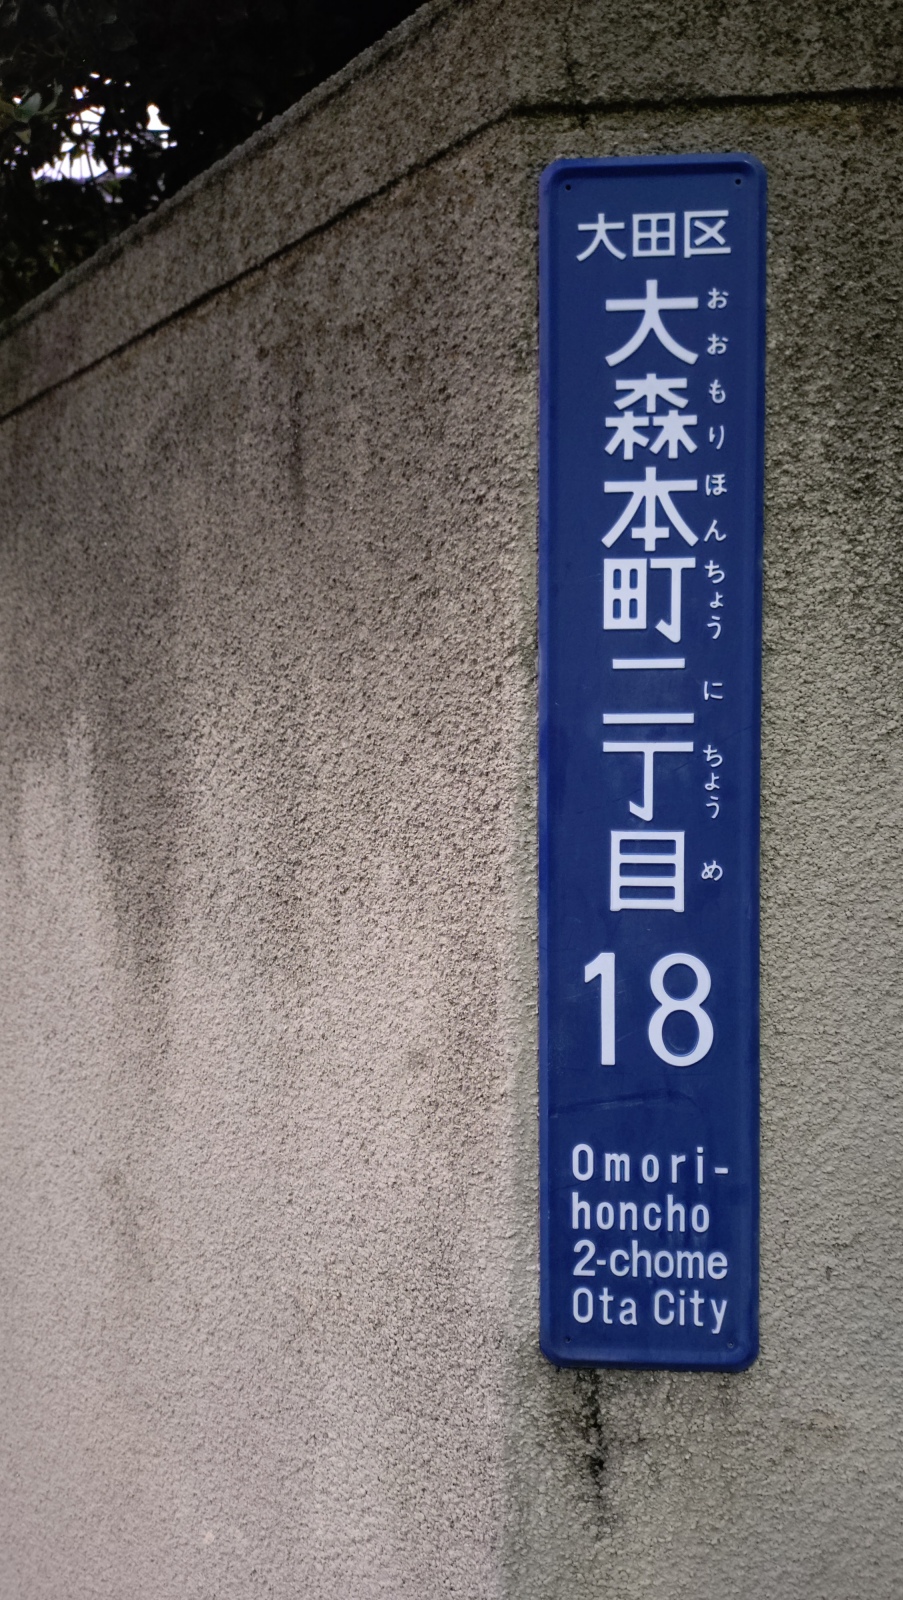 大田区
大森本町二丁目
おおもりほんちょうにちょうめ
18
Omori-
honcho
2-chome
Ota City